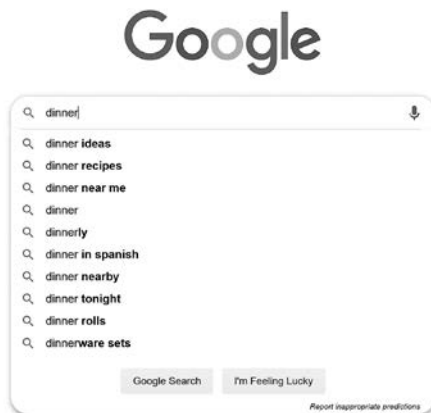 Google
dinner
dinner ideas
dinner recipes
dinner near me
dinner
dinnerly
dinner in spanish
dinner nearby
dinner tonight
dinner rolls
dinnerware sets
Google Search I'm Feeling Lucky
Report inappropriate predictions